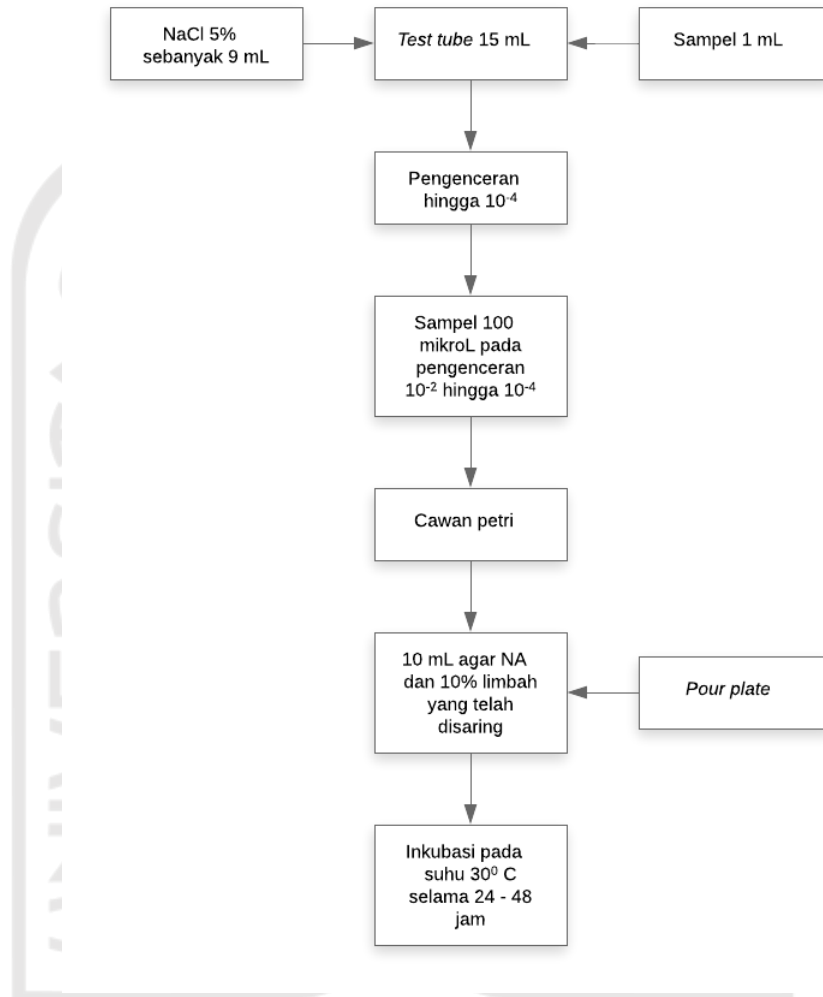 NaCl 5%
sebanyak 9 mL
Test tube 15 mL
Sampel 1 mL
Pengenceran
hingga 10⁻⁴
Sampel 100
mikroL pada
pengenceran
10⁻² hingga 10⁻⁴
Cawan petri
10 mL agar NA
dan 10% limbah
yang telah
disaring
Pour plate
Inkubasi pada
suhu 30⁰ C
selama 24 - 48
jam